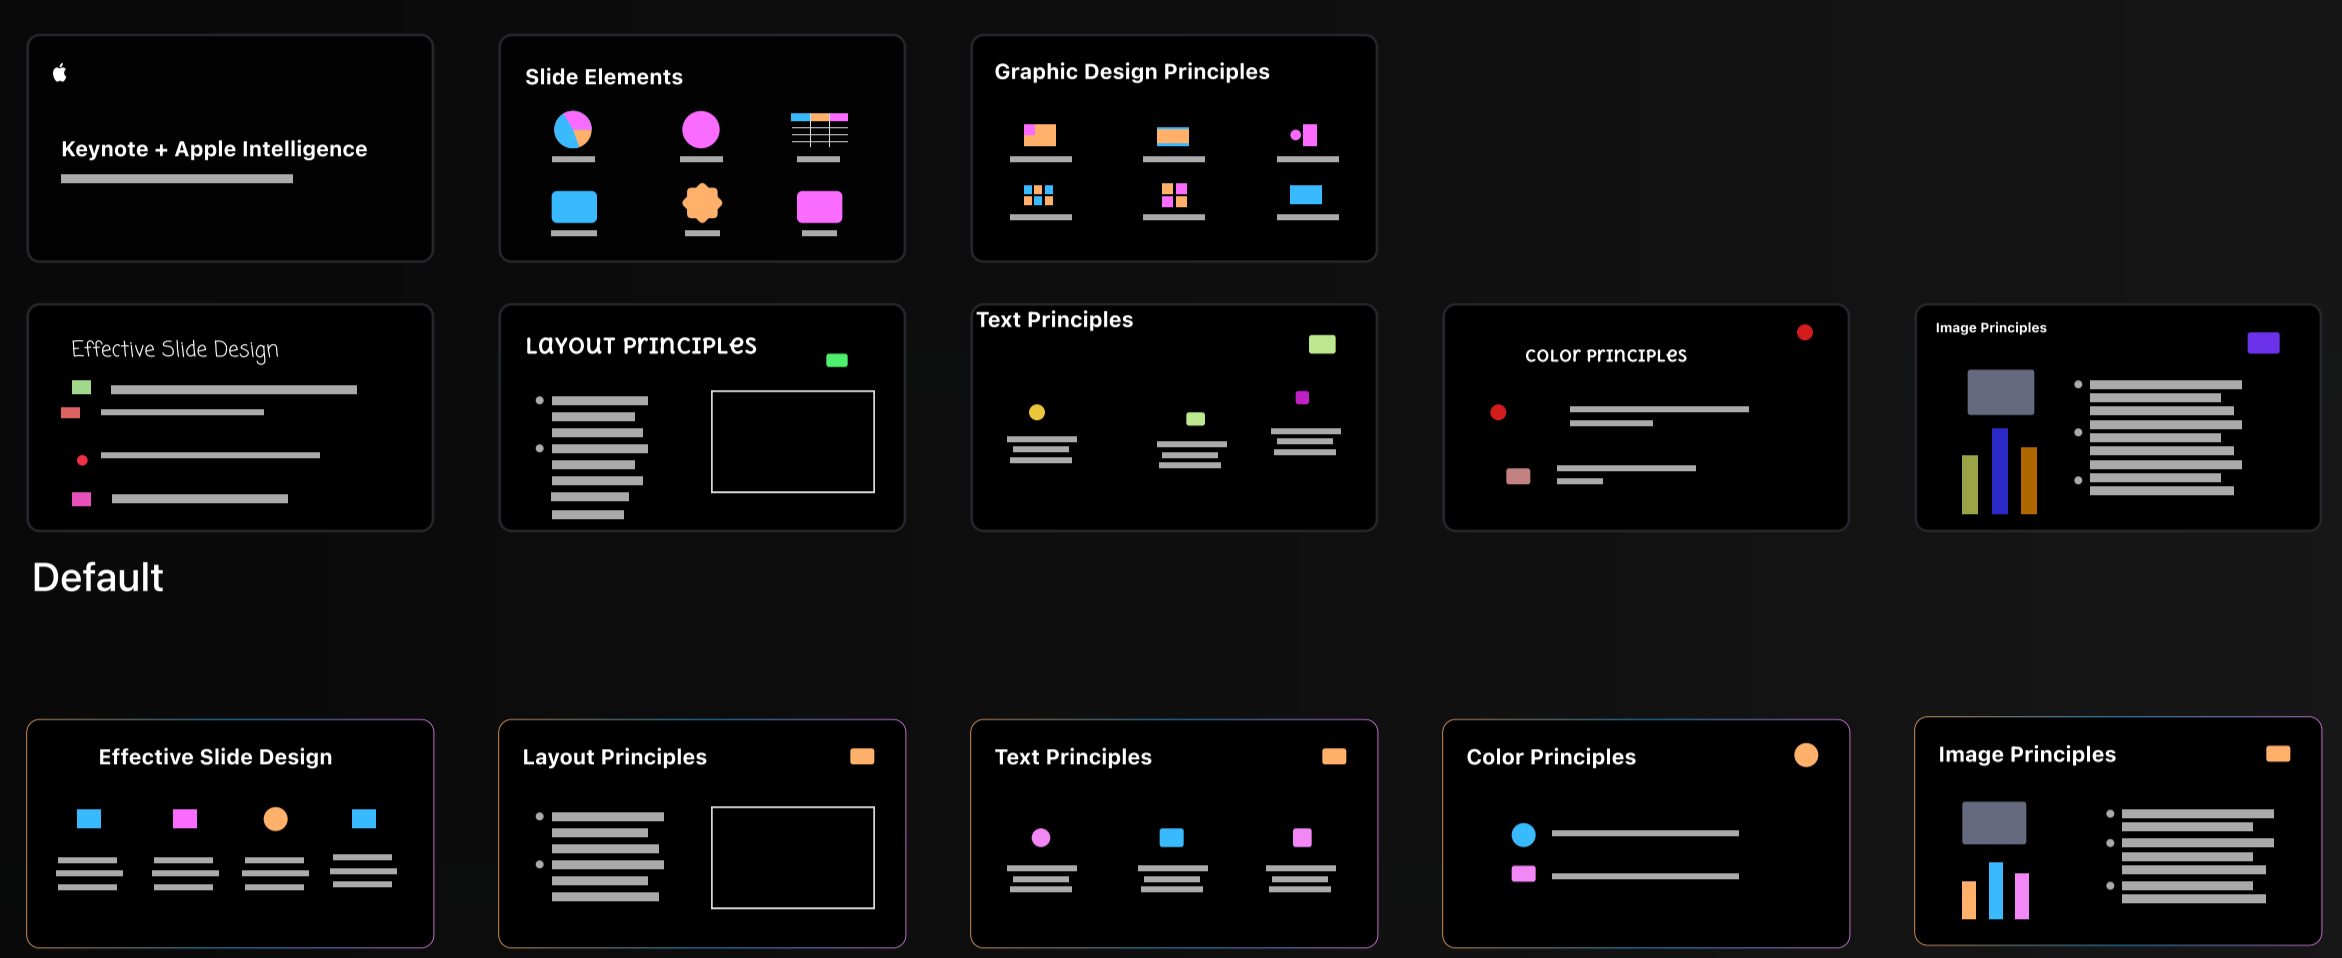 Keynote + Apple Intelligence
Slide Elements
Graphic Design Principles
Effective Slide Design
Layout Principles
Text Principles
Color Principles
Image Principles
Default
Effective Slide Design
Layout Principles
Text Principles
Color Principles
Image Principles